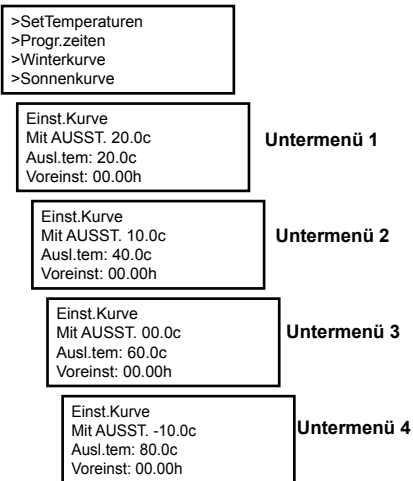 >SetTemperaturen
>Progr.zeiten
>Winterkurve
>Sonnenkurve
Einst.Kurve
Mit AUSST. 20.0c
Ausl.tem: 20.0c
Voreinst: 00.00h
Untermenü 1
Einst.Kurve
Mit AUSST. 10.0c
Ausl.tem: 40.0c
Voreinst: 00.00h
Untermenü 2
Einst.Kurve
Mit AUSST. 00.0c
Ausl.tem: 60.0c
Voreinst: 00.00h
Untermenü 3
Einst.Kurve
Mit AUSST. -10.0c
Ausl.tem: 80.0c
Voreinst: 00.00h
Untermenü 4